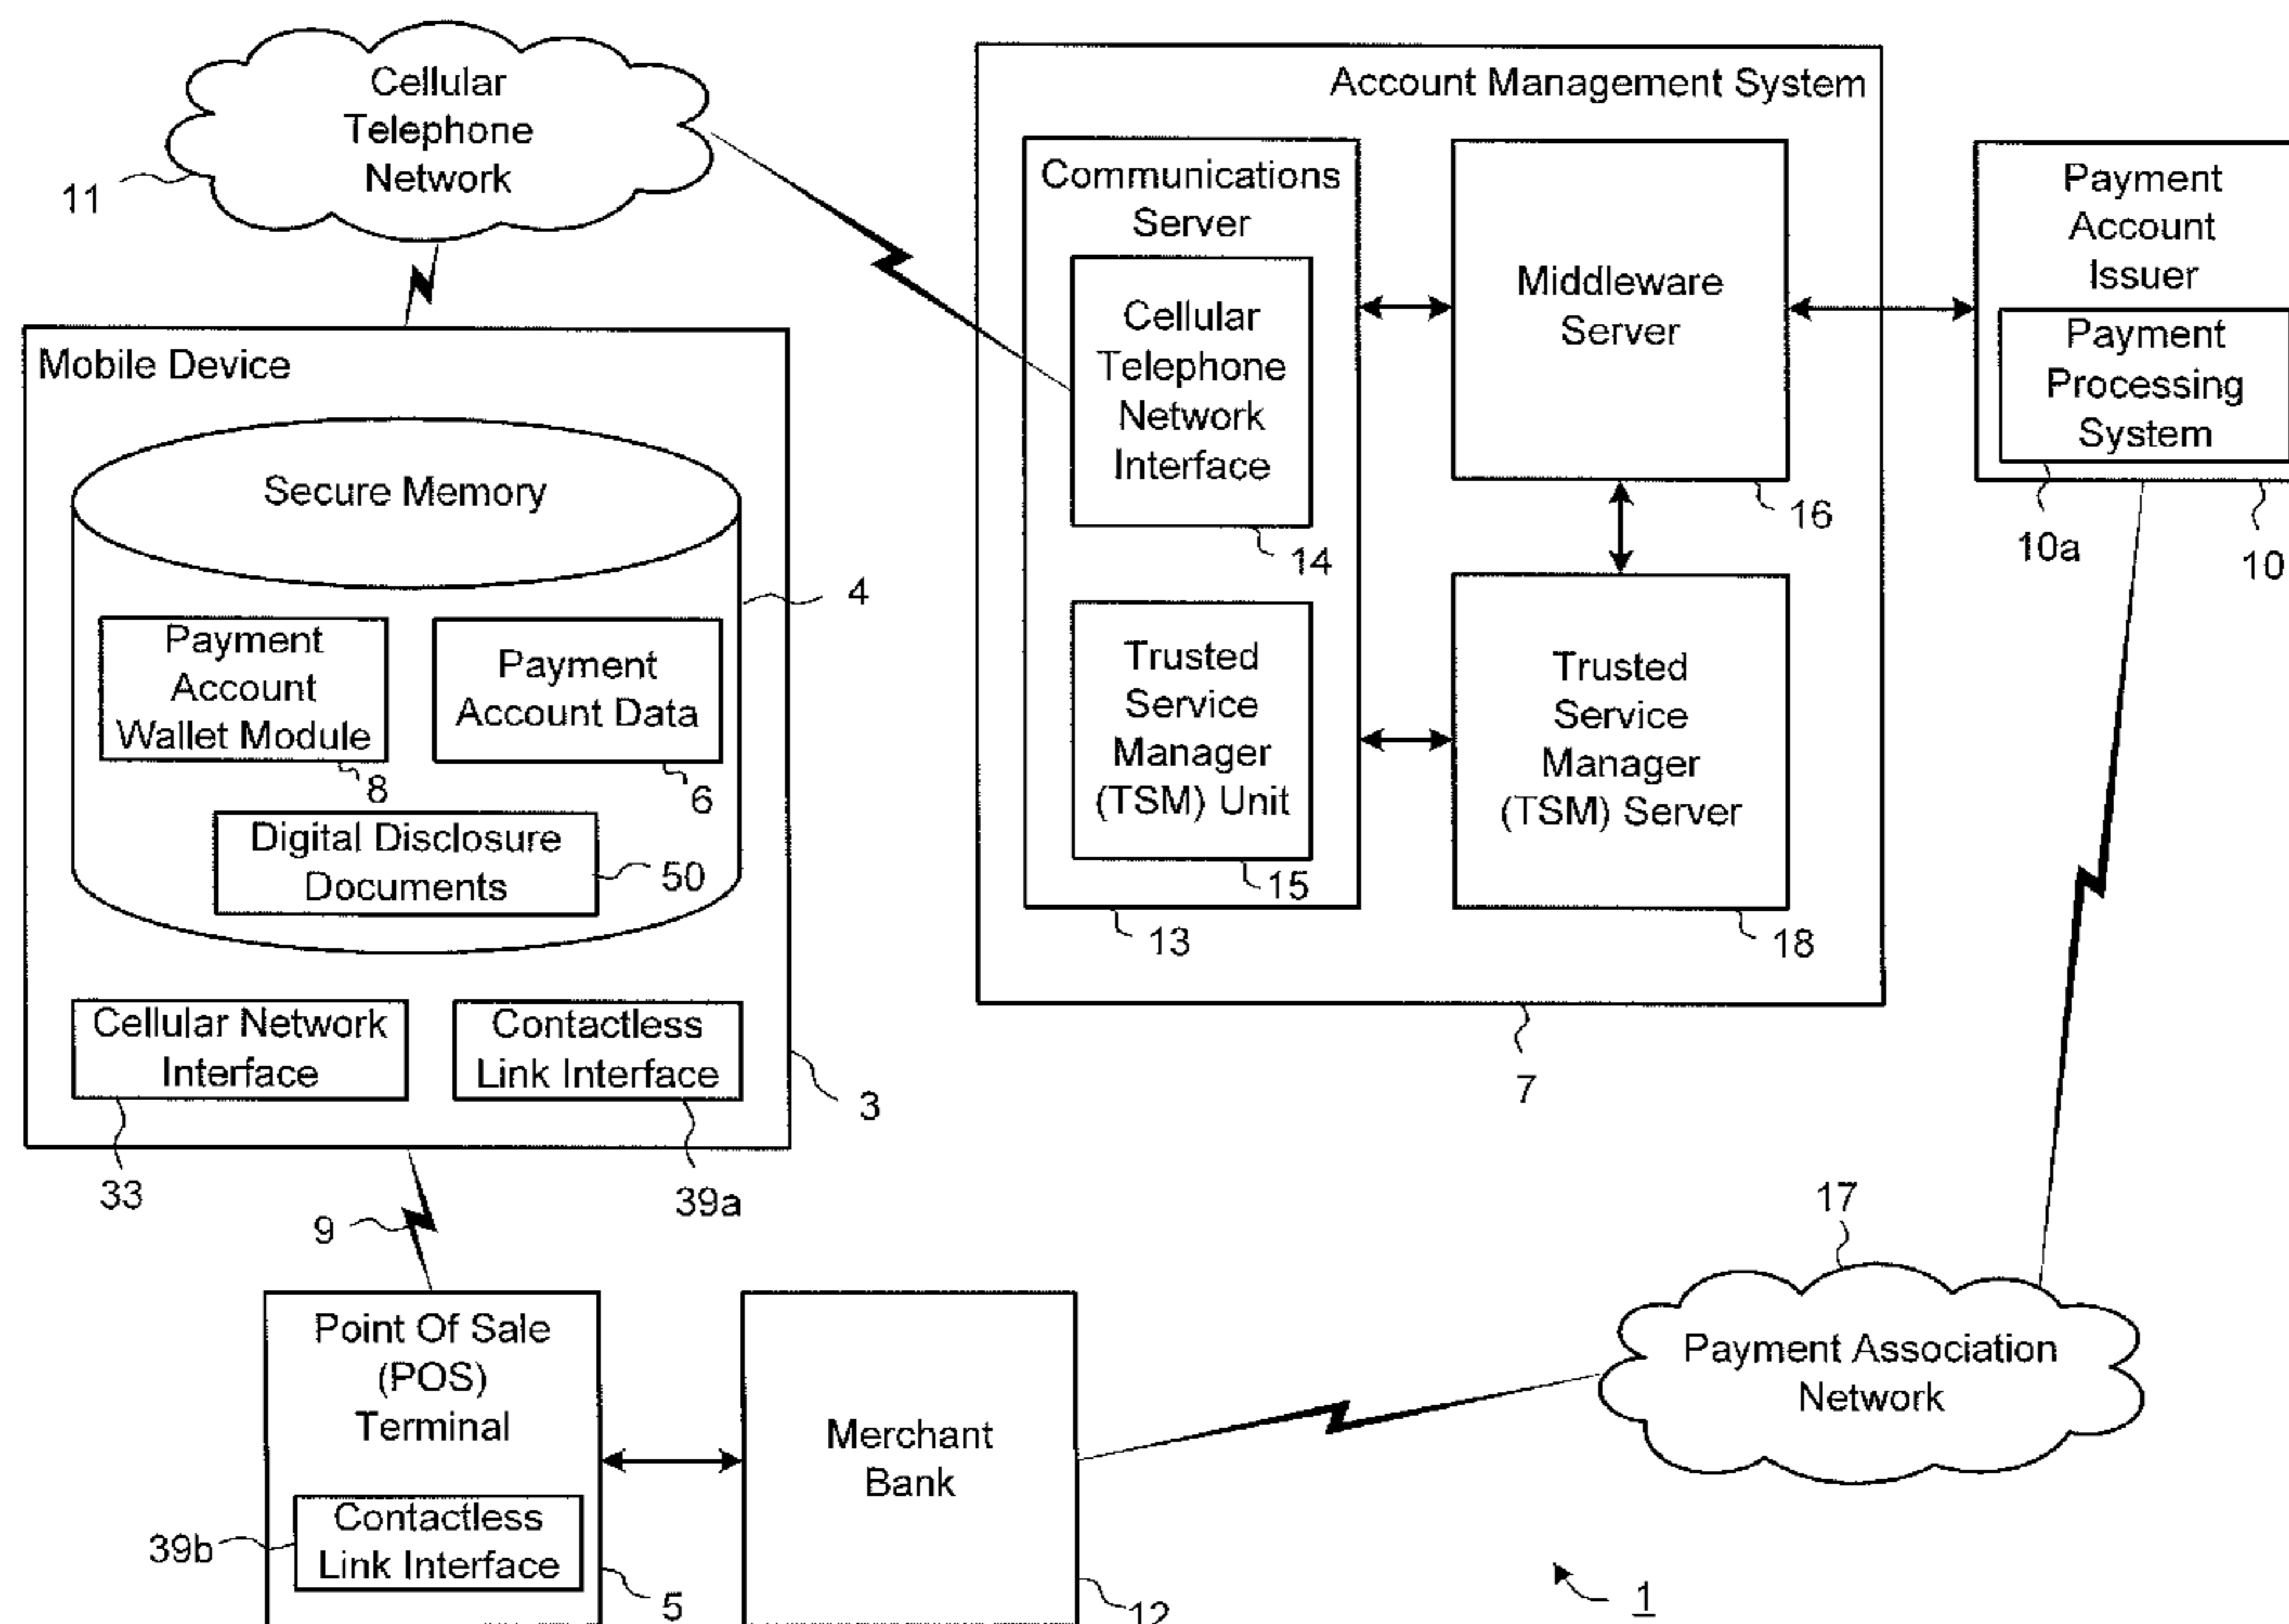 Cellular
Telephone
Network
11
Mobile Device
Secure Memory
4
Payment
Account
Wallet Module
8
Payment
Account Data
6
Digital Disclosure
Documents
50
Cellular Network
Interface
33
Contactless
Link Interface
39a
3
9
Account Management System
Communications
Server
Cellular
Telephone
Network
Interface
14
Trusted
Service
Manager
(TSM) Unit
15
13
Middleware
Server
16
Trusted
Service
Manager
(TSM) Server
18
7
Payment
Account
Issuer
Payment
Processing
System
10a
10
Point Of Sale
(POS)
Terminal
Contactless
Link Interface
39b
5
Merchant
Bank
12
17
Payment Association
Network
1